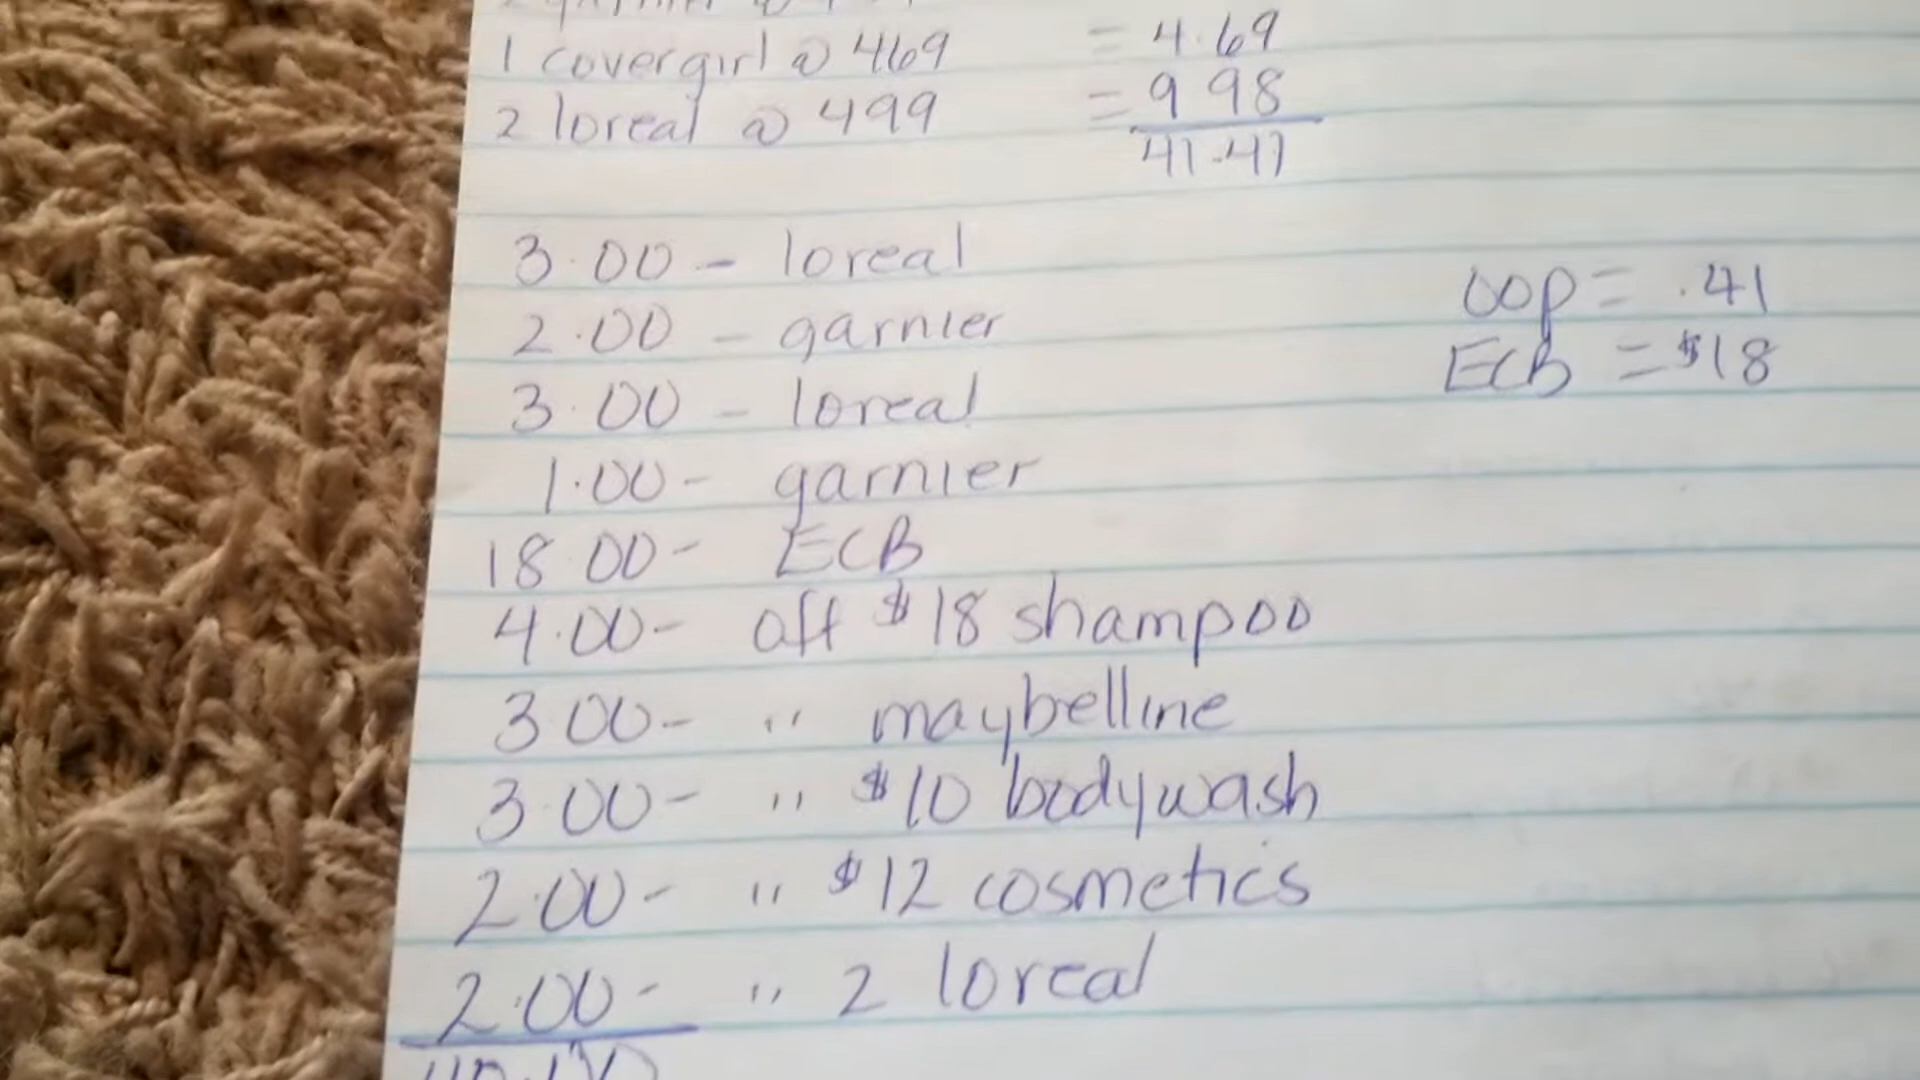 1 covergirl @ 469 = 4.69
2 loreal @ 499 = 9 98
41.41
3.00 - loreal
2.00 - garnier
3.00 - loreal
1.00 - garnier
18 00 - ECB
4.00 - off $18 shampoo
3 00 - " maybelline
3 00 - " $10 bodywash
2.00 - " $12 cosmetics
2.00 - " 2 loreal
OOP = .41
ECB = $18